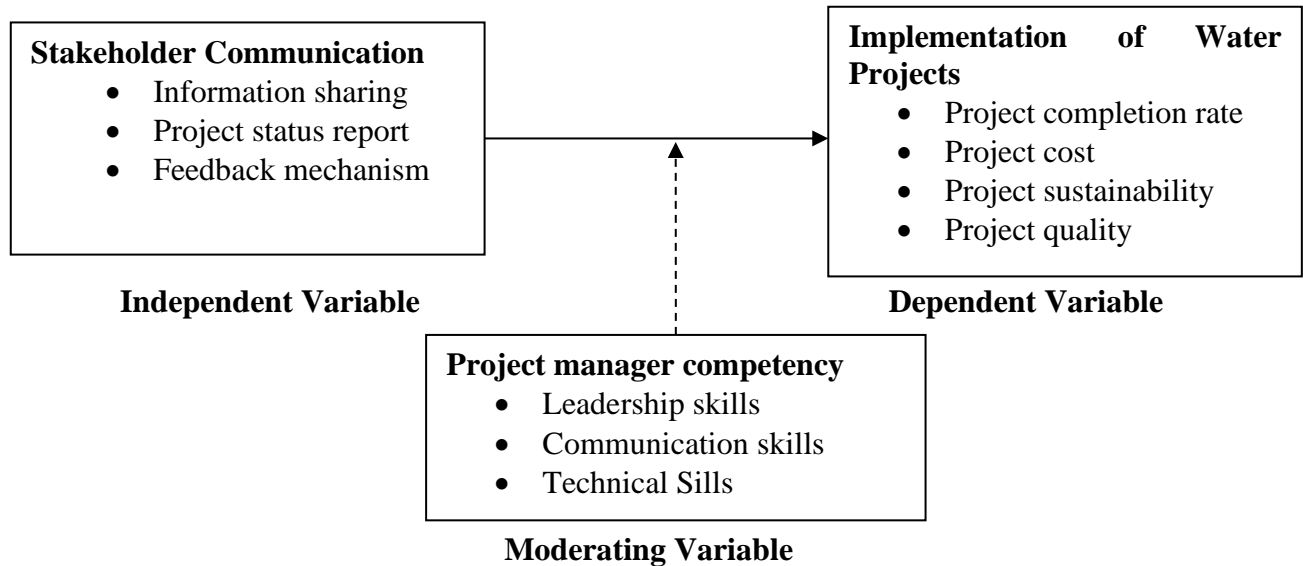 Stakeholder Communication
• Information sharing
• Project status report
• Feedback mechanism
Independent Variable
Implementation of Water
Projects
• Project completion rate
• Project cost
• Project sustainability
• Project quality
Dependent Variable
Project manager competency
• Leadership skills
• Communication skills
• Technical Sills
Moderating Variable